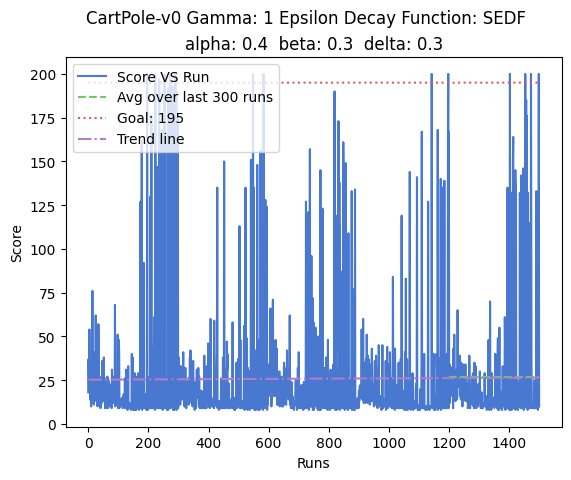 CartPole-v0 Gamma: 1 Epsilon Decay Function: SEDF
alpha: 0.4  beta: 0.3  delta: 0.3
Score VS Run
Avg over last 300 runs
Goal: 195
Trend line
Score
200
175
150
125
100
75
50
25
0
0 200 400 600 800 1000 1200 1400
Runs